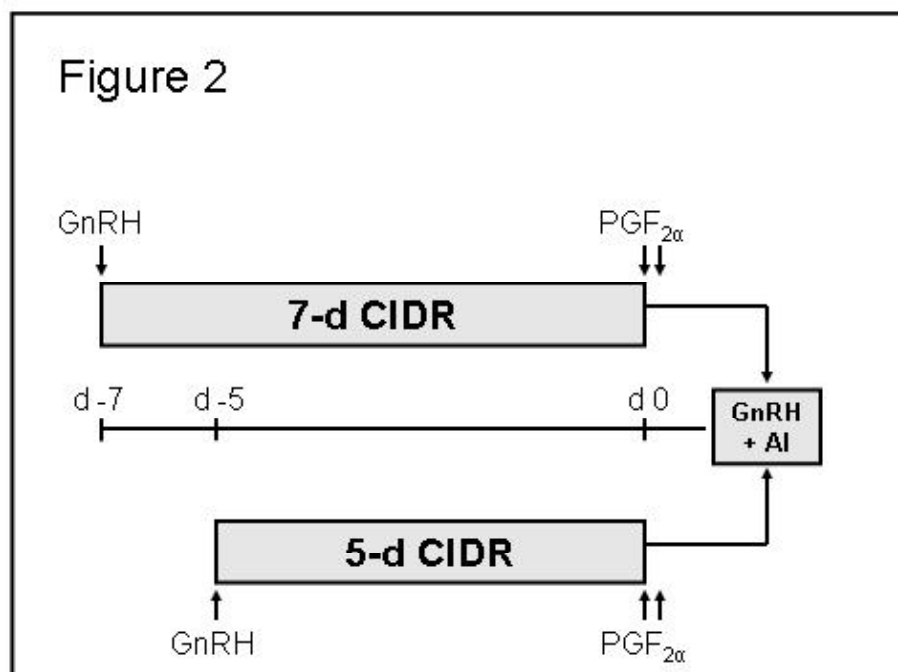 Figure 2
GnRH PGF2α
7-d CIDR
d -7 d -5 d 0
GnRH
+ AI
5-d CIDR
GnRH PGF2α